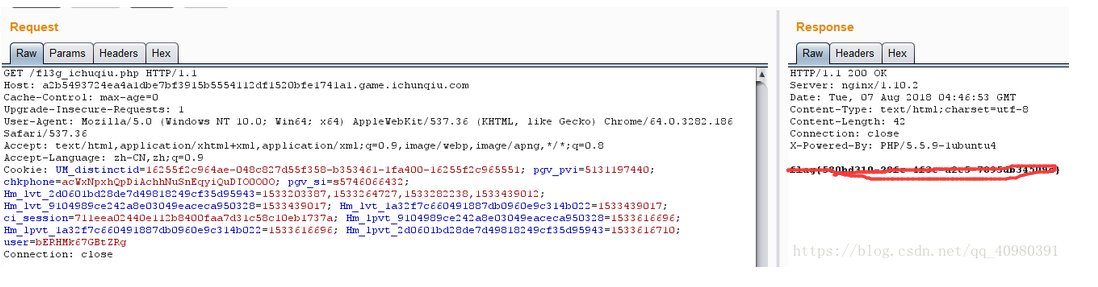 Request
Raw Params Headers Hex
GET /fl3g_ichuqiu.php HTTP/1.1
Host: a2b5493724ea4a1dbe7bf3915b5554112df1520bfe1741a1.game.ichunqiu.com
Cache-Control: max-age=0
Upgrade-Insecure-Requests: 1
User-Agent: Mozilla/5.0 (Windows NT 10.0; Win64; x64) AppleWebKit/537.36 (KHTML, like Gecko) Chrome/64.0.3282.186
Safari/537.36
Accept: text/html,application/xhtml+xml,application/xml;q=0.9,image/webp,image/apng,*/*;q=0.8
Accept-Language: zh-CN,zh;q=0.9
Cookie: UM_distinctid=16255f2c964ae-048c827d55f358-b353461-1fa400-16255f2c965551; pgv_pvi=5131197440;
chkphone=acWxNpxhQpDiAchhNuSnEqyiQuDIO0O0O; pgv_si=s5746066432;
Hm_lvt_2d0601bd28de7d49818249cf35d95943=1533203387,1533264727,1533282238,1533439012;
Hm_lvt_9104989ce242a8e03049eaceca950328=1533439017; Hm_lvt_1a32f7c660491887db0960e9c314b022=1533439017;
ci_session=711eea02440e112b8400faa7d31c58c10eb1737a; Hm_lpvt_9104989ce242a8e03049eaceca950328=1533616696;
Hm_lpvt_1a32f7c660491887db0960e9c314b022=1533616696; Hm_lpvt_2d0601bd28de7d49818249cf35d95943=1533616710;
user=bERHMk67GBtZRg
Connection: close
Response
Raw Headers Hex
HTTP/1.1 200 OK
Server: nginx/1.10.2
Date: Tue, 07 Aug 2018 04:46:53 GMT
Content-Type: text/html;charset=utf-8
Content-Length: 42
Connection: close
X-Powered-By: PHP/5.5.9-1ubuntu4
https://blog.csdn.net/qq_40980391